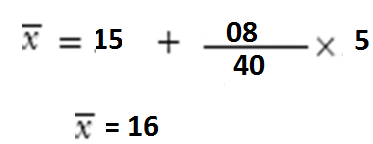 x̄ = 15 + 08/40 × 5
x̄ = 16